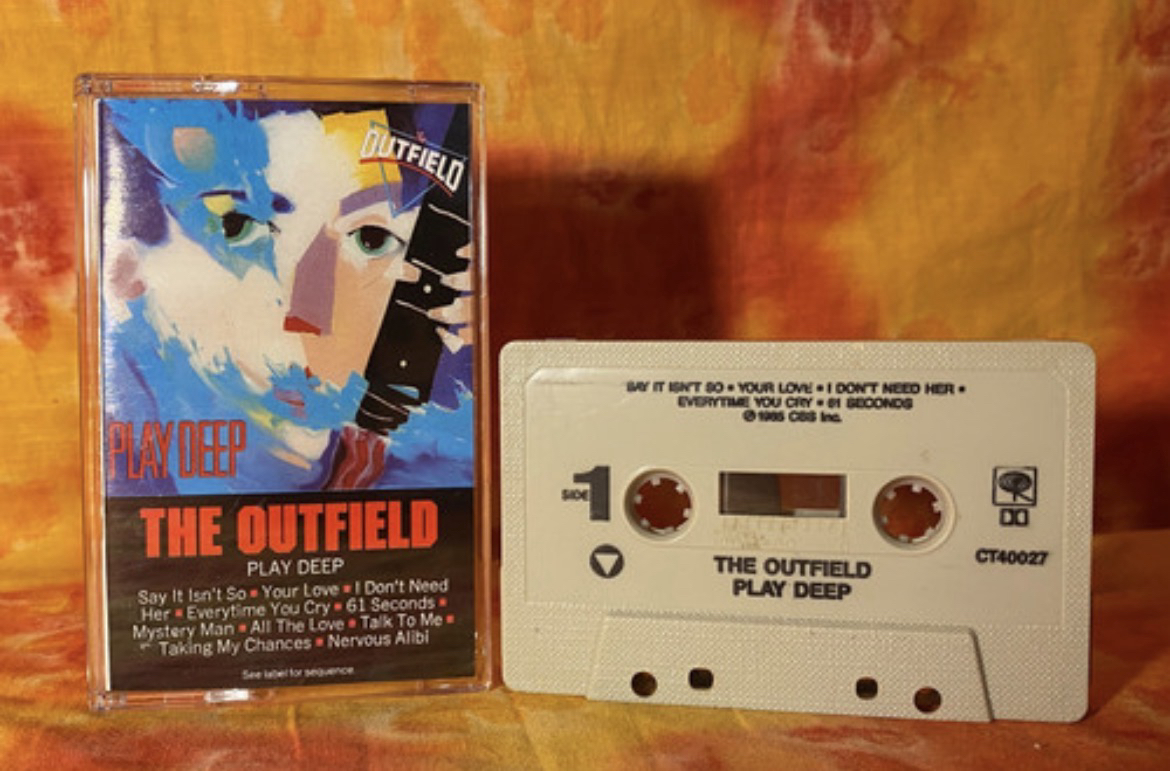 OUTFIELD
PLAY DEEP
THE OUTFIELD
PLAY DEEP
Say It Isn't So ▪ Your Love ▪ I Don't Need
Her ▪ Everytime You Cry ▪ 61 Seconds ▪
Mystery Man ▪ All The Love ▪ Talk To Me ▪
Taking My Chances ▪ Nervous Alibi
See label for sequence.
SAY IT ISN'T SO • YOUR LOVE • I DON'T NEED HER •
EVERYTIME YOU CRY • 61 SECONDS
℗ 1985 CBS Inc.
SIDE 1
THE OUTFIELD
PLAY DEEP
CT40027